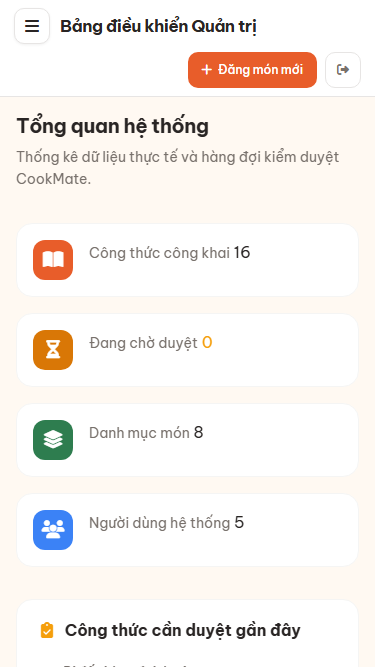 Bảng điều khiển Quản trị
Đăng món mới
Tổng quan hệ thống
Thống kê dữ liệu thực tế và hàng đợi kiểm duyệt
CookMate.
Công thức công khai 16
Đang chờ duyệt 0
Danh mục món 8
Người dùng hệ thống 5
Công thức cần duyệt gần đây